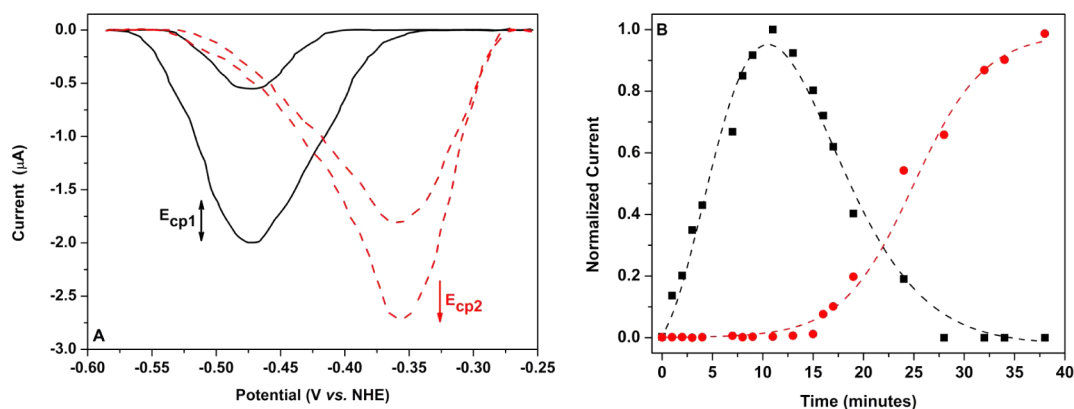 0.0
-0.5
-1.0
-1.5
-2.0
-2.5
-3.0
Current (μA)
Ecp1
Ecp2
A
-0.60 -0.55 -0.50 -0.45 -0.40 -0.35 -0.30 -0.25
Potential (V vs. NHE)
B
1.0
0.8
0.6
0.4
0.2
0.0
Normalized Current
0 5 10 15 20 25 30 35 40
Time (minutes)